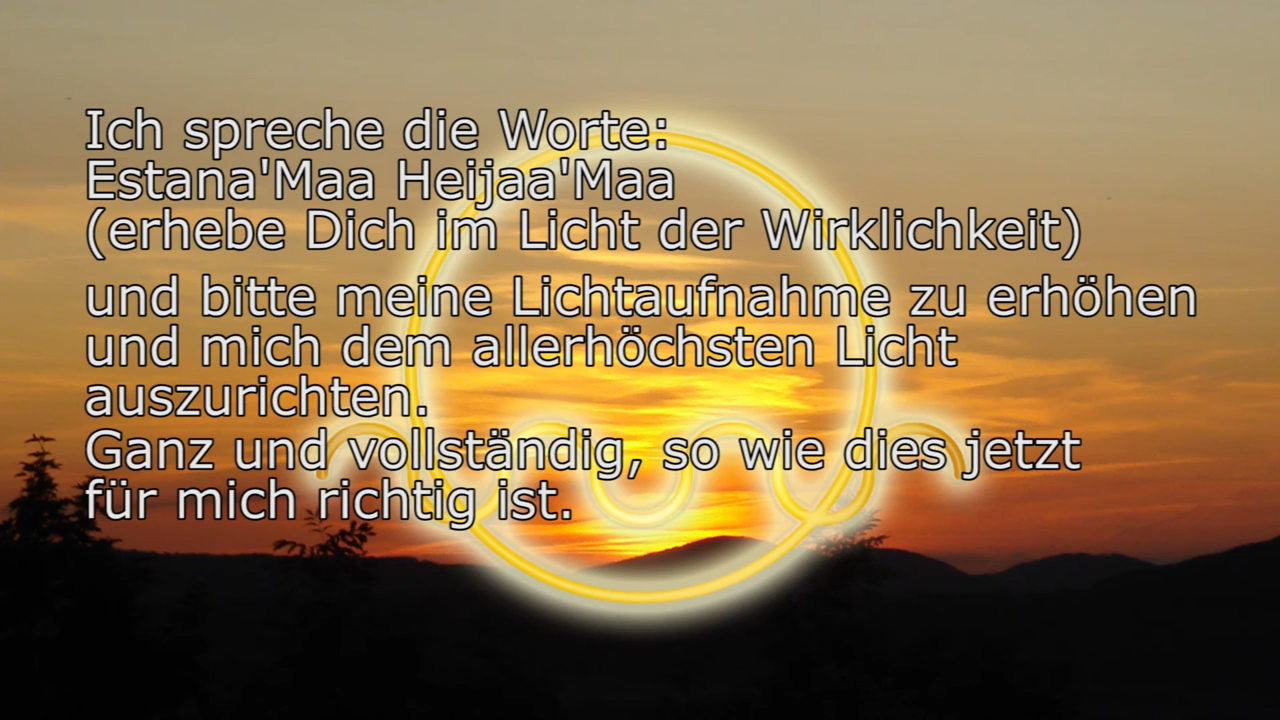 Ich spreche die Worte:
Estana'Maa Heijaa'Maa
(erhebe Dich im Licht der Wirklichkeit)
und bitte meine Lichtaufnahme zu erhöhen
und mich dem allerhöchsten Licht
auszurichten.
Ganz und vollständig, so wie dies jetzt
für mich richtig ist.